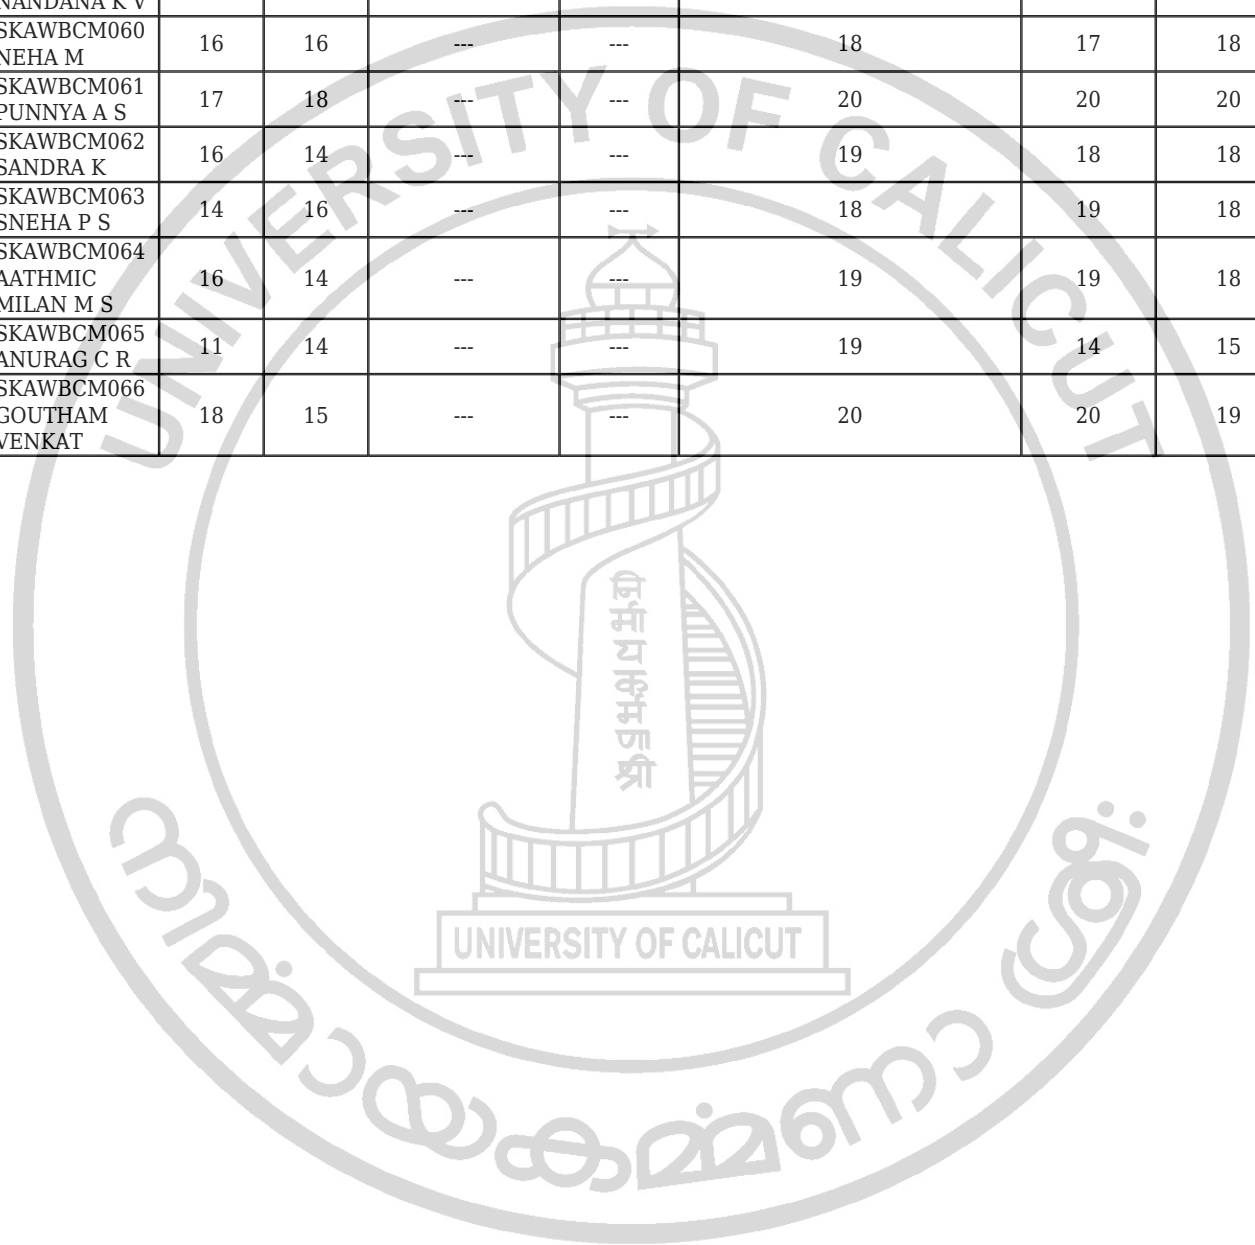 NANDANA K V
SKAWBCM060
NEHA M 16 16 --- --- 18 17 18
SKAWBCM061
PUNNYA A S 17 18 --- --- 20 20 20
SKAWBCM062
SANDRA K 16 14 --- --- 19 18 18
SKAWBCM063
SNEHA P S 14 16 --- --- 18 19 18
SKAWBCM064
AATHMIC 16 14 --- --- 19 19 18
MILAN M S
SKAWBCM065
ANURAG C R 11 14 --- --- 19 14 15
SKAWBCM066
GOUTHAM 18 15 --- --- 20 20 19
VENKAT
UNIVERSITY OF CALICUT
UNIVERSITY OF CALICUT